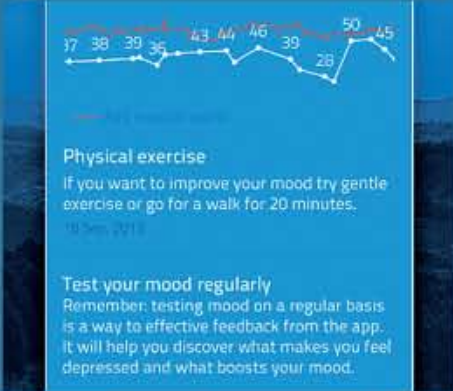 37 38 39 36 43 44 46 39 28 50 45
Physical exercise
If you want to improve your mood try gentle
exercise or go for a walk for 20 minutes.
Test your mood regularly
Remember: testing mood on a regular basis
is a way to effective feedback from the app.
It will help you discover what makes you feel
depressed and what boosts your mood.